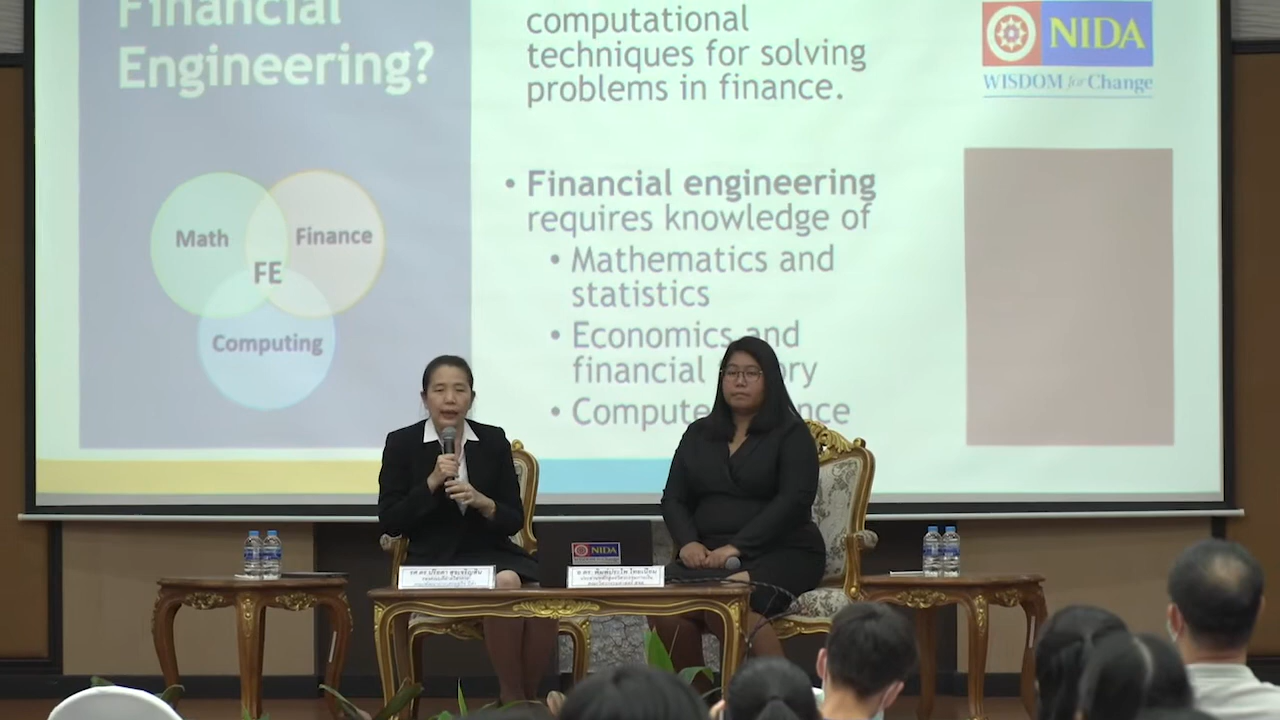 Financial
Engineering?
computational
techniques for solving
problems in finance.
NIDA
WISDOM for Change
• Financial engineering
requires knowledge of
• Mathematics and
statistics
• Economics and
financial
• Compute
Math
Finance
FE
Computing
NIDA